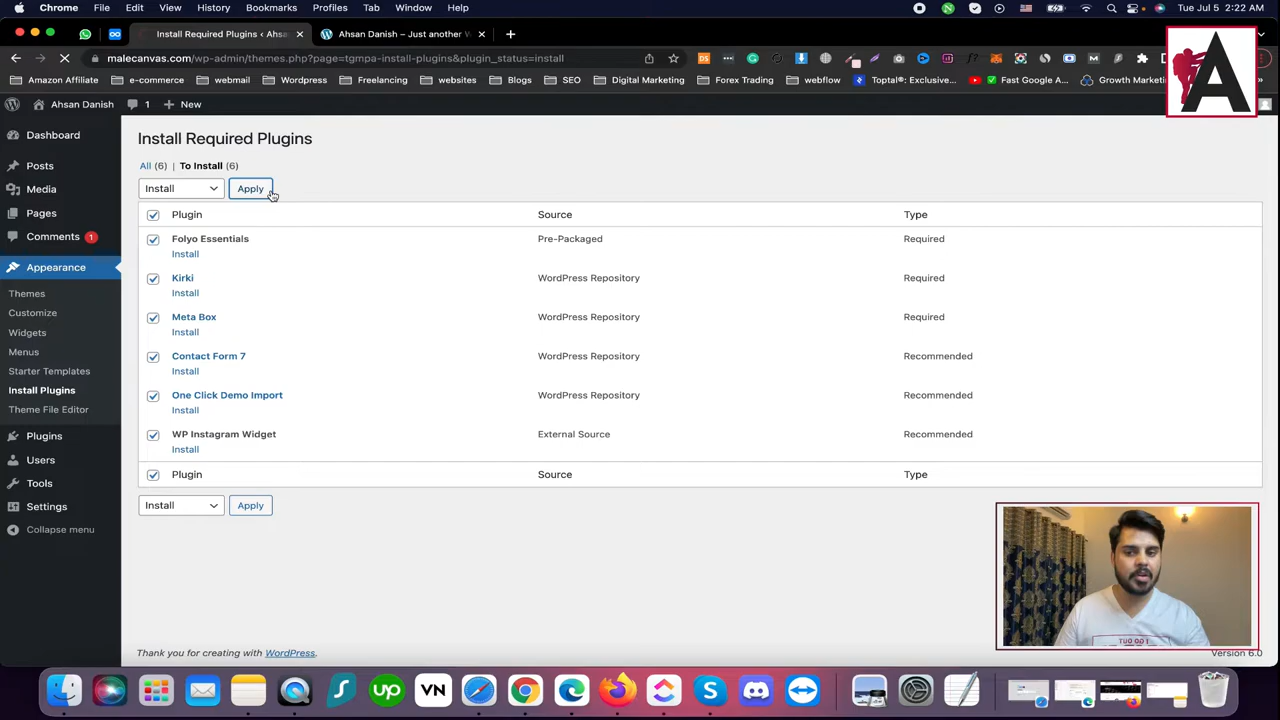 Chrome File Edit View History Bookmarks Profiles Tab Window Help Tue Jul 5 2:22 AM
Install Required Plugins ‹ Ahsa Ahsan Danish – Just another W
malecanvas.com/wp-admin/themes.php?page=tgmpa-install-plugins&plugin_status=install
Amazon Affiliate e-commerce webmail WordPress Freelancing websites Blogs SEO Digital Marketing Forex Trading webflow Toptal®: Exclusive... Fast Google A... Growth Marketing
A
Ahsan Danish 1 New
Dashboard
Posts
Media
Pages
Comments 1
Appearance
Themes
Customize
Widgets
Menus
Starter Templates
Install Plugins
Theme File Editor
Plugins
Users
Tools
Settings
Collapse menu
Install Required Plugins
All (6) | To Install (6)
Install Apply
Plugin Source Type
Folyo Essentials Pre-Packaged Required
Install
Kirki WordPress Repository Required
Install
Meta Box WordPress Repository Required
Install
Contact Form 7 WordPress Repository Recommended
Install
One Click Demo Import WordPress Repository Recommended
Install
WP Instagram Widget External Source Recommended
Install
Plugin Source Type
Install Apply
TUO OOT
Thank you for creating with WordPress.
Version 6.0
up VN